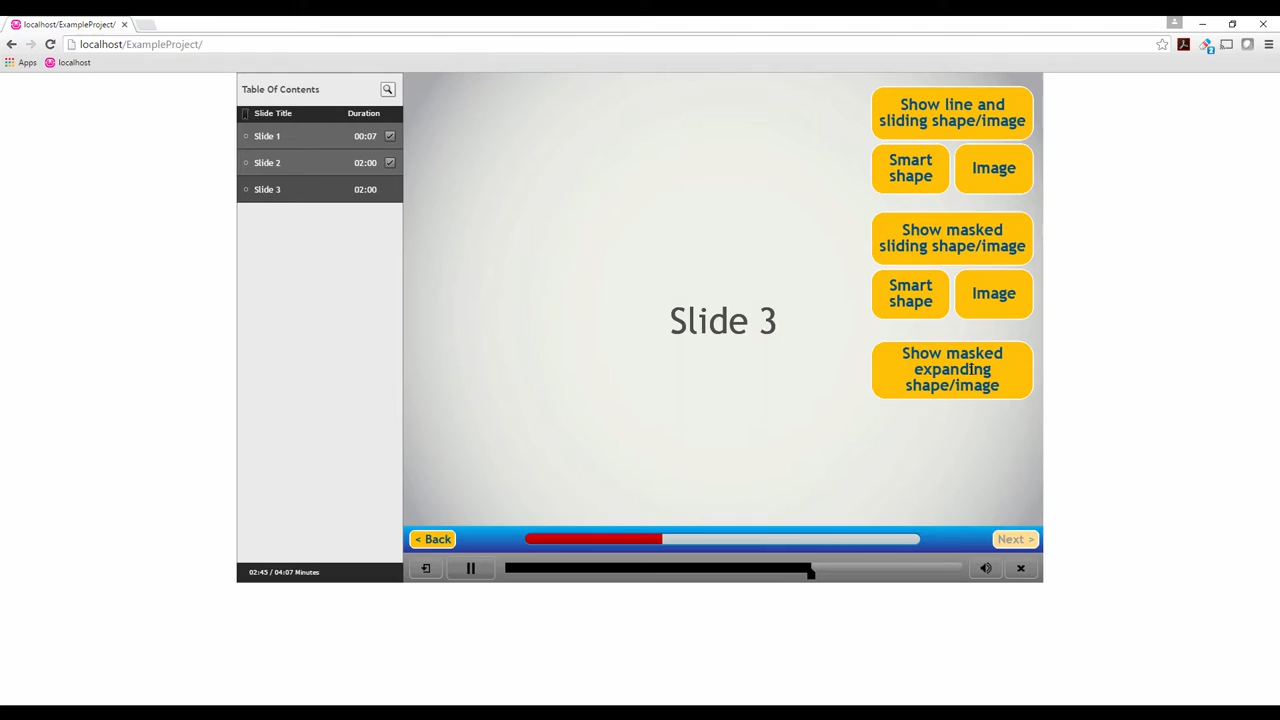 localhost/ExampleProject/
localhost/ExampleProject/
2
Apps
localhost
Table Of Contents
Slide Title Duration
Slide 1 00:07
Slide 2 02:00
Slide 3 02:00
Show line and
sliding shape/image
Smart
shape
Image
Show masked
sliding shape/image
Smart
shape
Image
Show masked
expanding
shape/image
Slide 3
< Back
Next >
02:45 / 04:07 Minutes